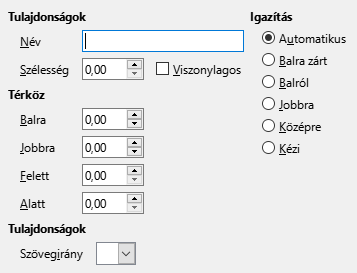 Tulajdonságok
Név
Szélesség 0,00 Viszonylagos
Térköz
Balra 0,00
Jobbra 0,00
Felett 0,00
Alatt 0,00
Tulajdonságok
Szövegirány
Igazítás
Automatikus
Balra zárt
Balról
Jobbra
Középre
Kézi